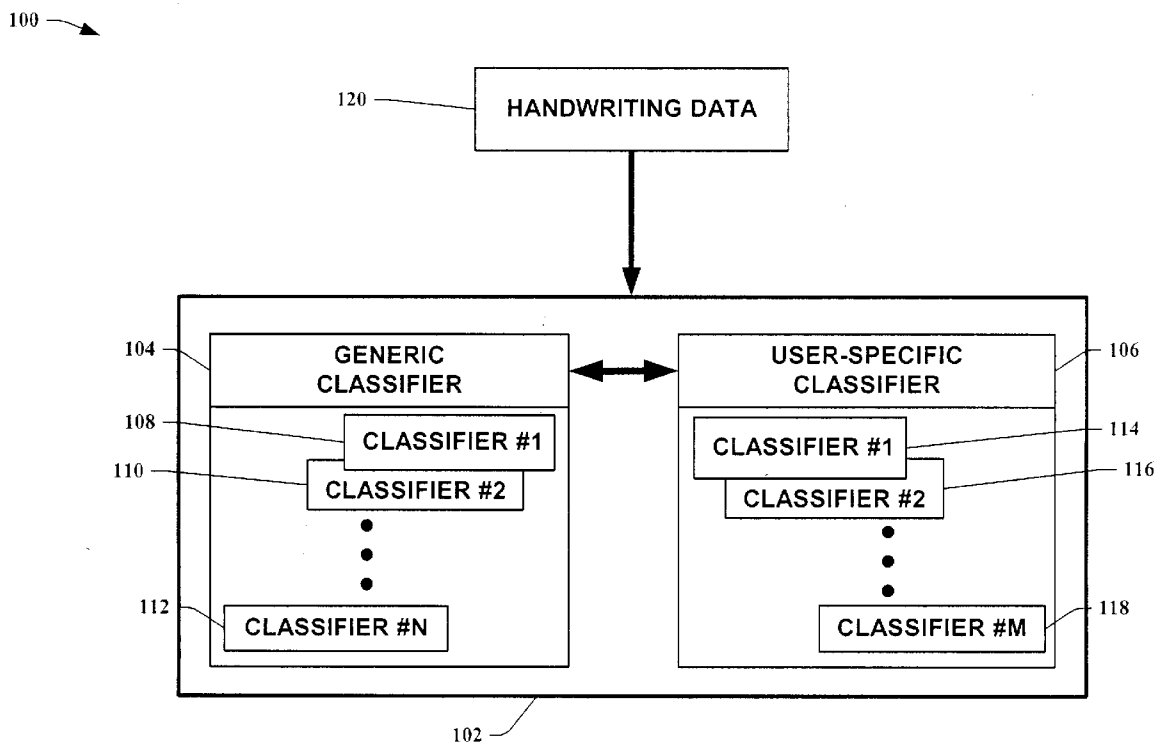 100
120
HANDWRITING DATA
104
GENERIC
CLASSIFIER
USER-SPECIFIC
CLASSIFIER
106
108
CLASSIFIER #1
110
CLASSIFIER #2
CLASSIFIER #1
114
CLASSIFIER #2
116
112
CLASSIFIER #N
CLASSIFIER #M
118
102